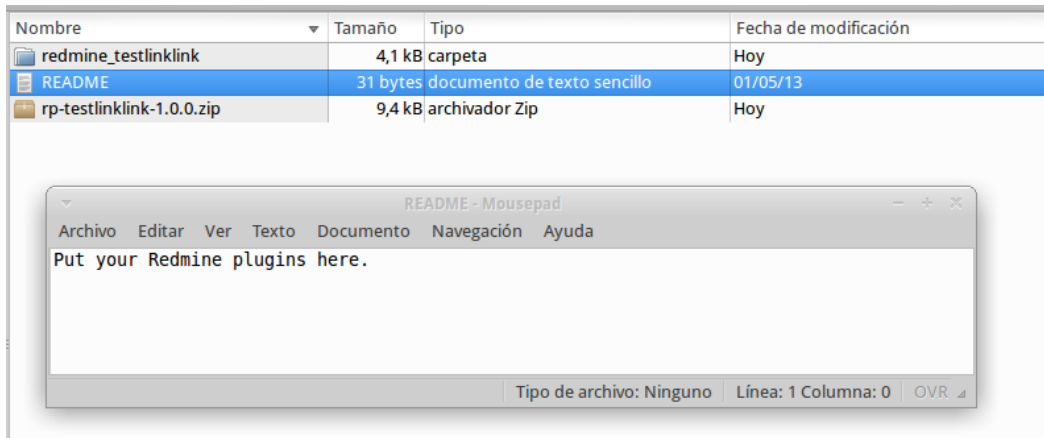 Nombre Tamaño Tipo Fecha de modificación
redmine_testlinklink 4,1 kB carpeta Hoy
README 31 bytes documento de texto sencillo 01/05/13
rp-testlinklink-1.0.0.zip 9,4 kB archivador Zip Hoy
README - Mousepad
Archivo Editar Ver Texto Documento Navegación Ayuda
Put your Redmine plugins here.
Tipo de archivo: Ninguno Línea: 1 Columna: 0 OVR